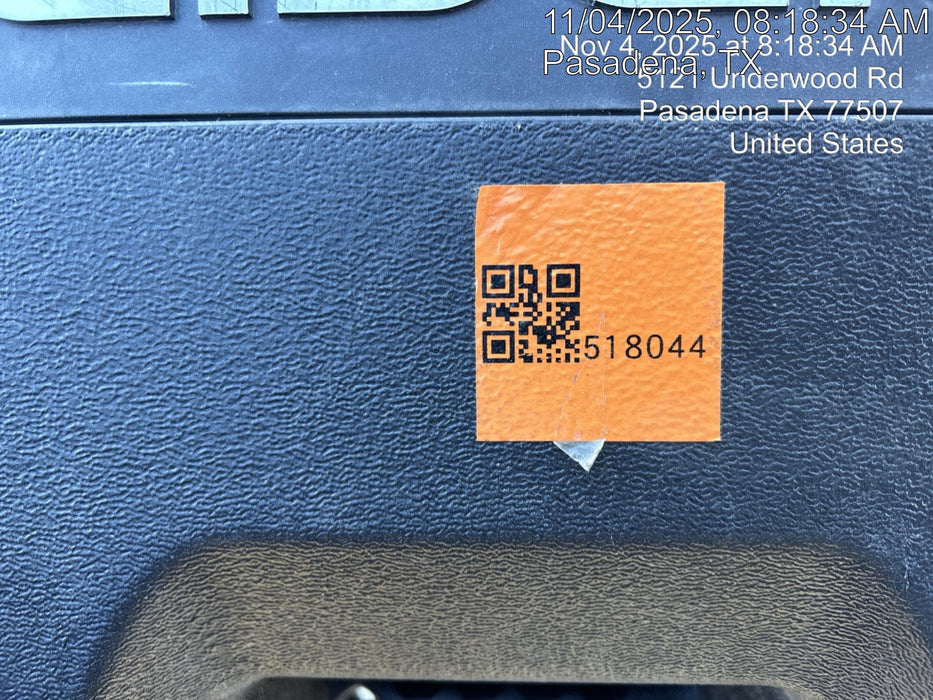 11/04/2025, 08:18:34 AM
Nov 4, 2025 at 8:18:34 AM
Pasadena, TX
5121 Underwood Rd
Pasadena TX 77507
United States
518044